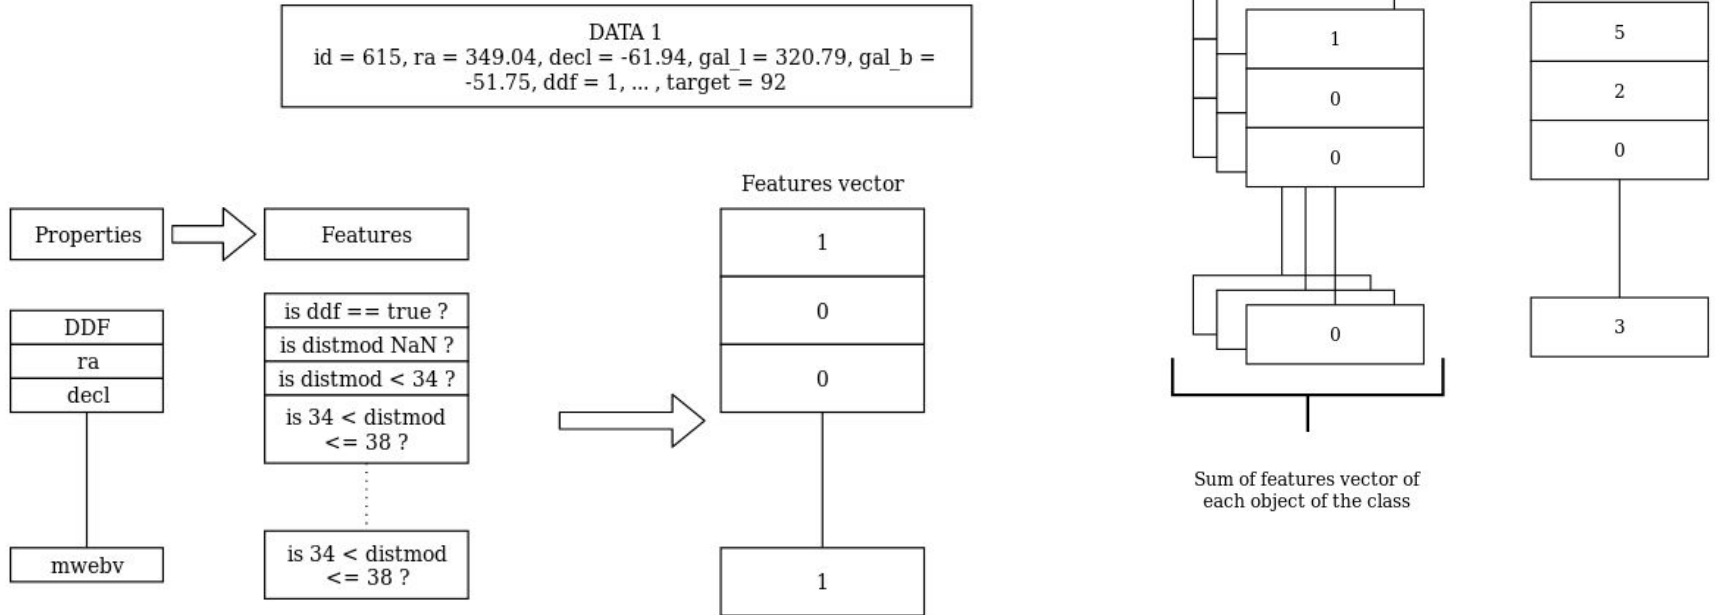 DATA 1
id = 615, ra = 349.04, decl = -61.94, gal_l = 320.79, gal_b =
-51.75, ddf = 1, ... , target = 92
Properties
Features
DDF
ra
decl
mwebv
is ddf == true ?
is distmod NaN ?
is distmod < 34 ?
is 34 < distmod
<= 38 ?
is 34 < distmod
<= 38 ?
Features vector
1
0
0
1
1
0
0
0
Sum of features vector of
each object of the class
5
2
0
3